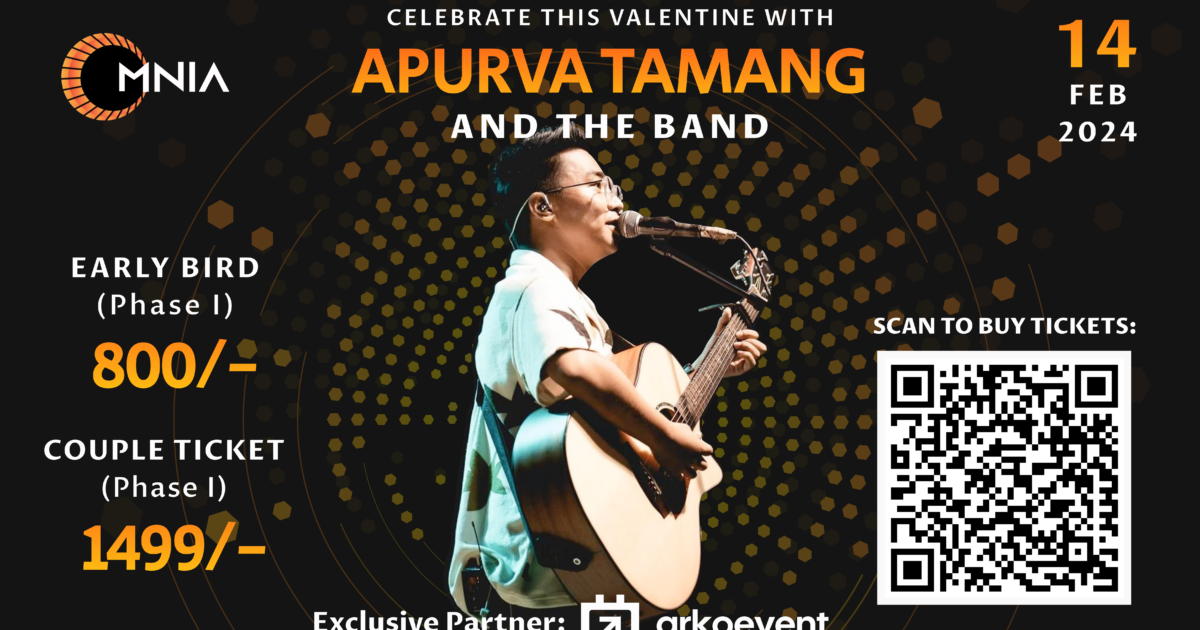 CELEBRATE THIS VALENTINE WITH
APURVA TAMANG
AND THE BAND
OMNIA
14
FEB
2024
EARLY BIRD
(Phase I)
800/-
COUPLE TICKET
(Phase I)
1499/-
SCAN TO BUY TICKETS:
Exclusive Partner: arkoevent